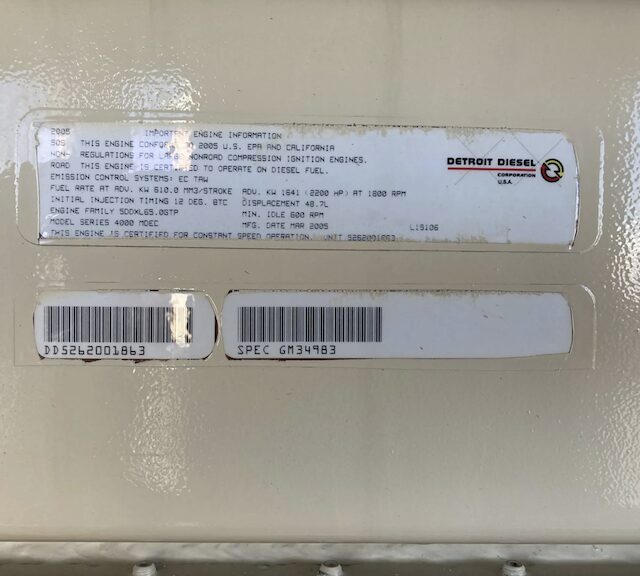 2005 IMPORTANT ENGINE INFORMATION
50S THIS ENGINE CONFORMS TO 2005 U.S. EPA AND CALIFORNIA
NON- REGULATIONS FOR LARGE NONROAD COMPRESSION IGNITION ENGINES.
ROAD THIS ENGINE IS CERTIFIED TO OPERATE ON DIESEL FUEL.
EMISSION CONTROL SYSTEMS: EC TAW
FUEL RATE AT ADV. KW 610.0 MM3/STROKE ADV. KW 1641 (2200 HP) AT 1800 RPM
INITIAL INJECTION TIMING 12 DEG. BTC DISPLACEMENT 48.7L
ENGINE FAMILY 5DDXL65.0GTP MIN. IDLE 600 RPM
MODEL SERIES 4000 MDEC MFG. DATE MAR 2005 L19106
THIS ENGINE IS CERTIFIED FOR CONSTANT SPEED OPERATION. UNIT 5262001863
DETROIT DIESEL
CORPORATION
U.S.A.
DD5262001863
SPEC GM34983